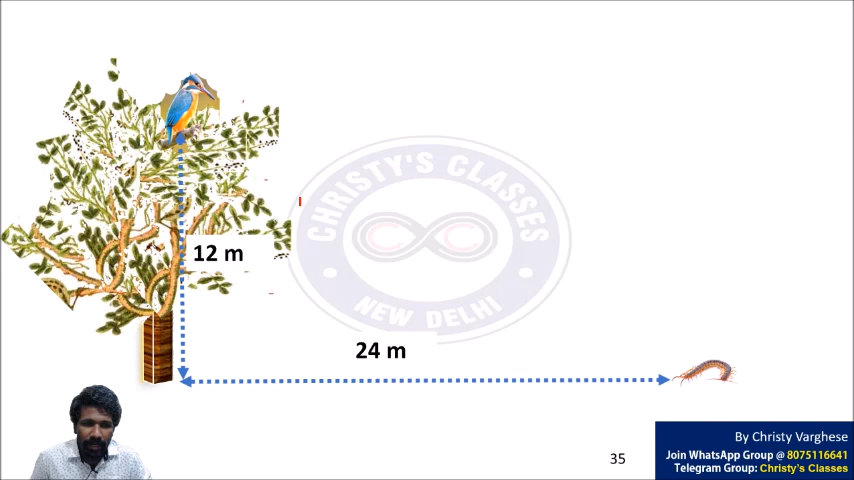 CHRISTY'S CLASSES
12 m
NEW DELHI
24 m
By Christy Varghese
35
Join WhatsApp Group @ 8075116641
Telegram Group: Christy's Classes